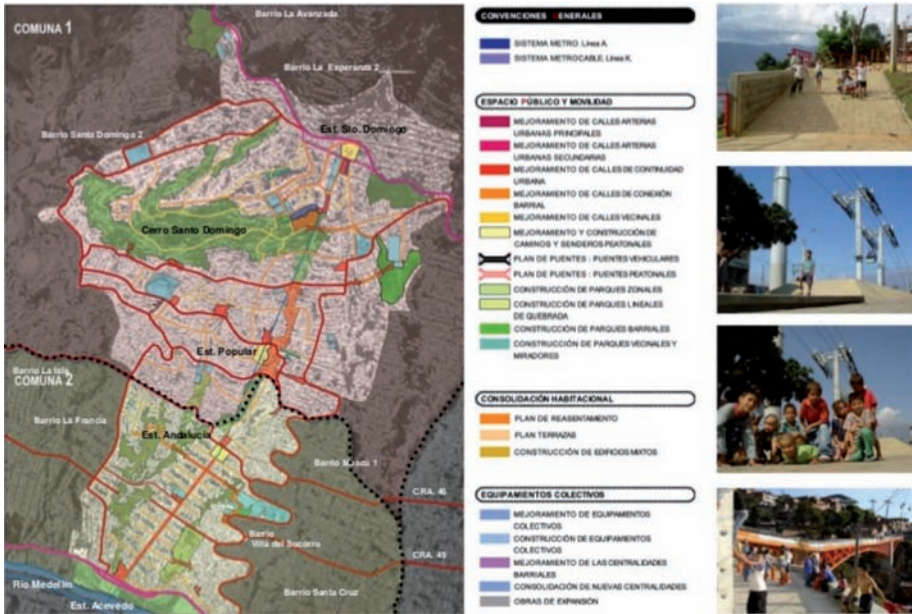 COMUNA 1
Barrio La Avanzada
Barrio La Esperanza 2
Est. Sto. Domingo
Barrio Santo Domingo 2
Cerro Santo Domingo
Est. Popular
Barrio La Isla
COMUNA 2
Barrio La Francia
Est. Andalucía
Barrio Moscú 1
CRA. 46
Barrio
Villa del Socorro
CRA. 49
Río Medellín
Barrio Santa Cruz
Est. Acevedo
CONVENCIONES GENERALES
SISTEMA METRO. Línea A.
SISTEMA METROCABLE. Línea K.
ESPACIO PÚBLICO Y MOVILIDAD
MEJORAMIENTO DE CALLES ARTERIAS
URBANAS PRINCIPALES
MEJORAMIENTO DE CALLES ARTERIAS
URBANAS SECUNDARIAS
MEJORAMIENTO DE CALLES DE CONTINUIDAD
URBANA
MEJORAMIENTO DE CALLES DE CONEXIÓN
BARRIAL
MEJORAMIENTO DE CALLES VECINALES
MEJORAMIENTO Y CONSTRUCCIÓN DE
CAMINOS Y SENDEROS PEATONALES
PLAN DE PUENTES : PUENTES VEHICULARES
PLAN DE PUENTES : PUENTES PEATONALES
CONSTRUCCIÓN DE PARQUES ZONALES
CONSTRUCCIÓN DE PARQUES LINEALES
DE QUEBRADA
CONSTRUCCIÓN DE PARQUES BARRIALES
CONSTRUCCIÓN DE PARQUES VECINALES Y
MIRADORES
CONSOLIDACIÓN HABITACIONAL
PLAN DE REASENTAMIENTO
PLAN TERRAZAS
CONSTRUCCIÓN DE EDIFICIOS MIXTOS
EQUIPAMIENTOS COLECTIVOS
MEJORAMIENTO DE EQUIPAMIENTOS
COLECTIVOS
CONSTRUCCIÓN DE EQUIPAMIENTOS
COLECTIVOS
MEJORAMIENTO DE LAS CENTRALIDADES
BARRIALES
CONSOLIDACIÓN DE NUEVAS CENTRALIDADES
OBRAS DE EXPANSIÓN